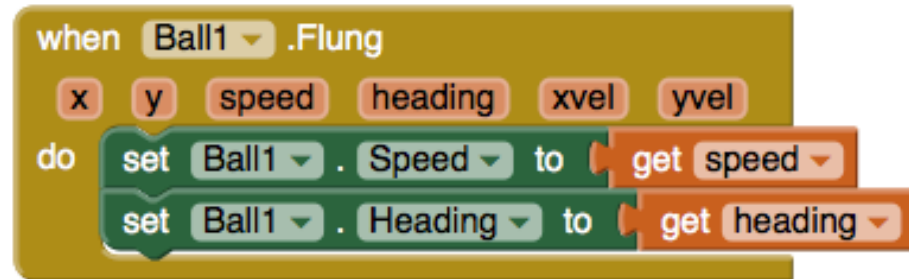 when Ball1 .Flung
x y speed heading xvel yvel
do set Ball1 . Speed to get speed
set Ball1 . Heading to get heading